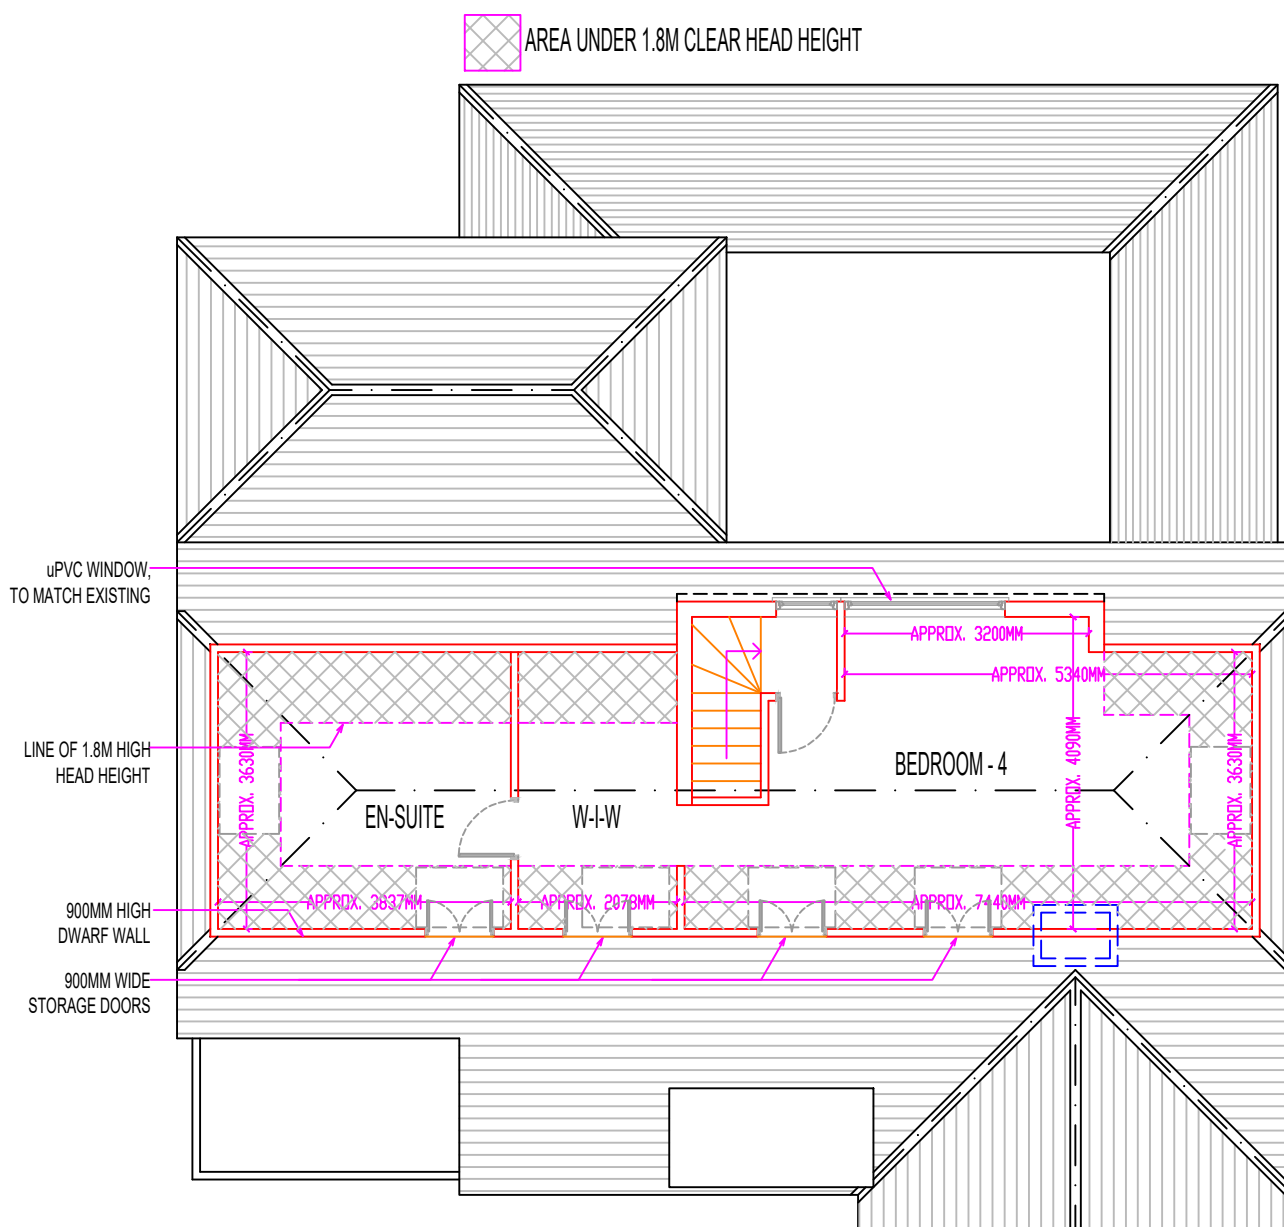 AREA UNDER 1.8M CLEAR HEAD HEIGHT
uPVC WINDOW,
TO MATCH EXISTING
APPROX. 3200MM
APPROX. 5340MM
LINE OF 1.8M HIGH
HEAD HEIGHT
APPROX. 3630MM
EN-SUITE
W-I-W
BEDROOM - 4
APPROX. 4090MM
APPROX. 3630MM
900MM HIGH
DWARF WALL
APPROX. 3837MM
APPROX. 2078MM
APPROX. 7440MM
900MM WIDE
STORAGE DOORS